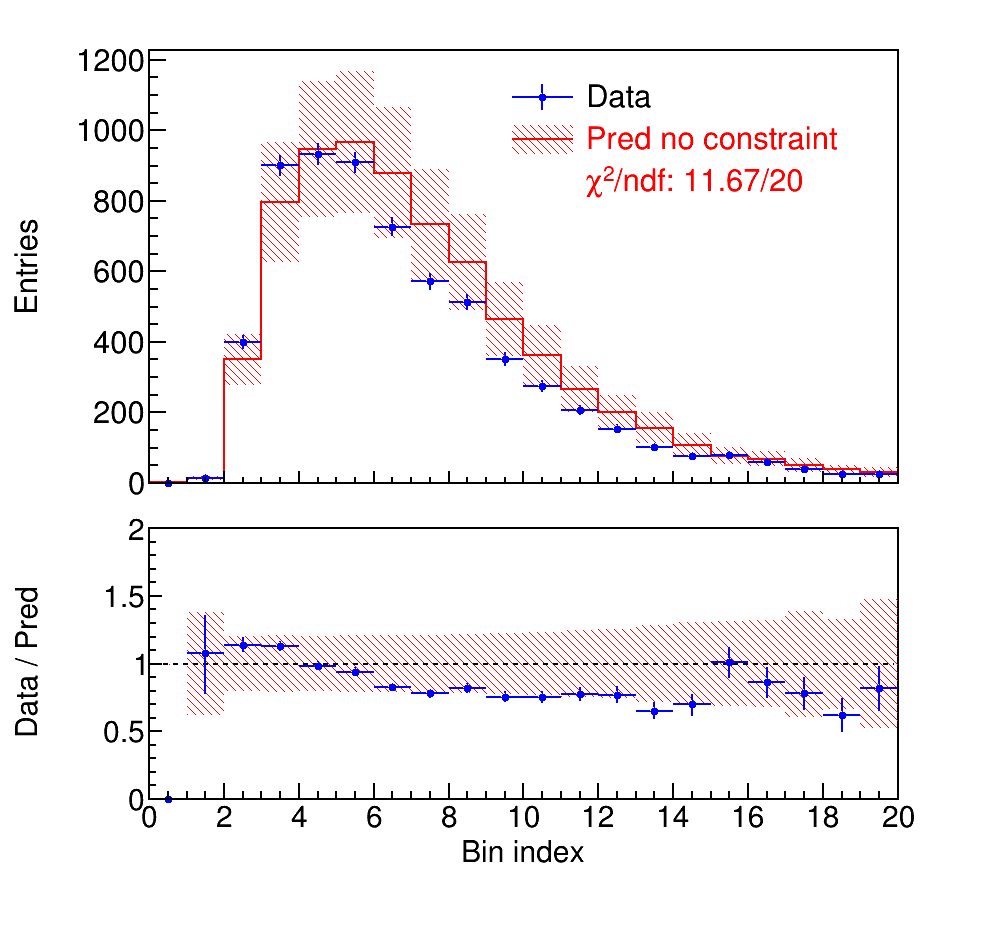 1200
1000
800
600
400
200
0
Entries
Data
Pred no constraint
χ²/ndf: 11.67/20
2
1.5
1
0.5
0
Data / Pred
0 2 4 6 8 10 12 14 16 18 20
Bin index